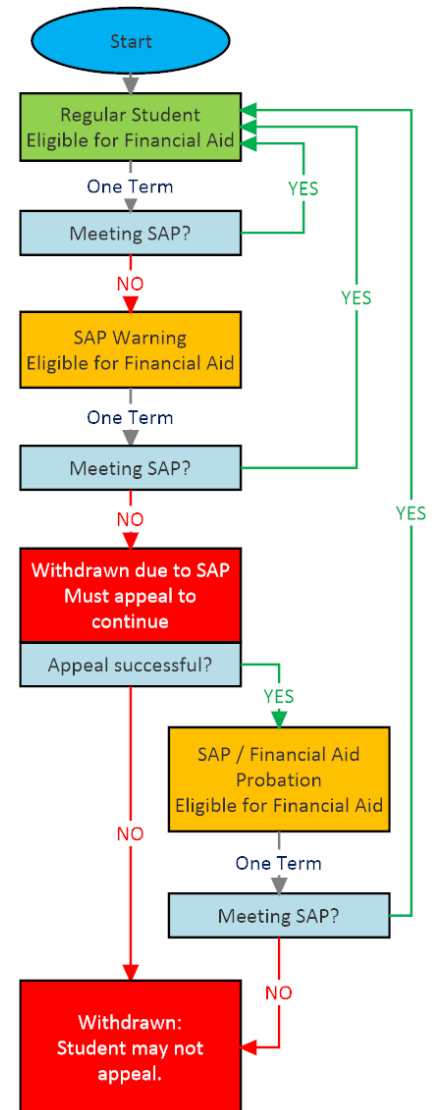 Start
Regular Student
Eligible for Financial Aid
One Term
YES
Meeting SAP?
NO
YES
SAP Warning
Eligible for Financial Aid
One Term
Meeting SAP?
NO
YES
Withdrawn due to SAP
Must appeal to
continue
Appeal successful?
YES
SAP / Financial Aid
Probation
Eligible for Financial Aid
NO
One Term
Meeting SAP?
NO
Withdrawn:
Student may not
appeal.